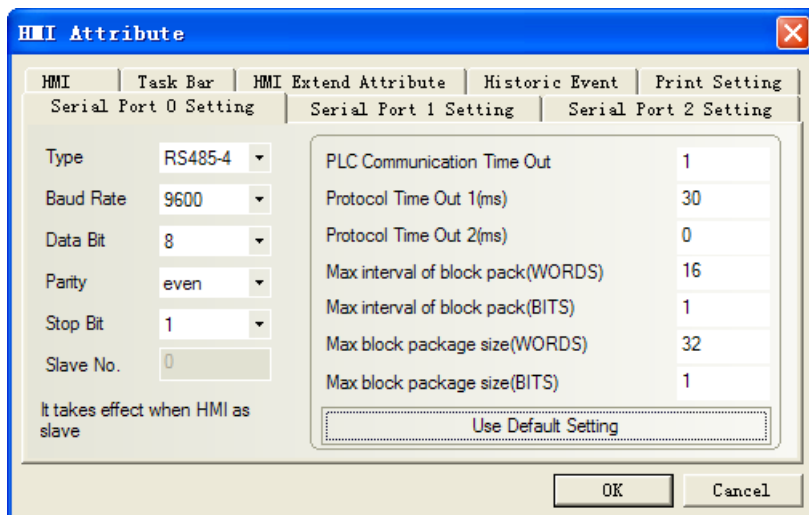 HMI Attribute
HMI
Task Bar
HMI Extend Attribute
Historic Event
Print Setting
Serial Port 0 Setting
Serial Port 1 Setting
Serial Port 2 Setting
Type
RS485-4
Baud Rate
9600
Data Bit
8
Parity
even
Stop Bit
1
Slave No.
0
It takes effect when HMI as
slave
PLC Communication Time Out
1
Protocol Time Out 1(ms)
30
Protocol Time Out 2(ms)
0
Max interval of block pack(WORDS)
16
Max interval of block pack(BITS)
1
Max block package size(WORDS)
32
Max block package size(BITS)
1
Use Default Setting
OK
Cancel